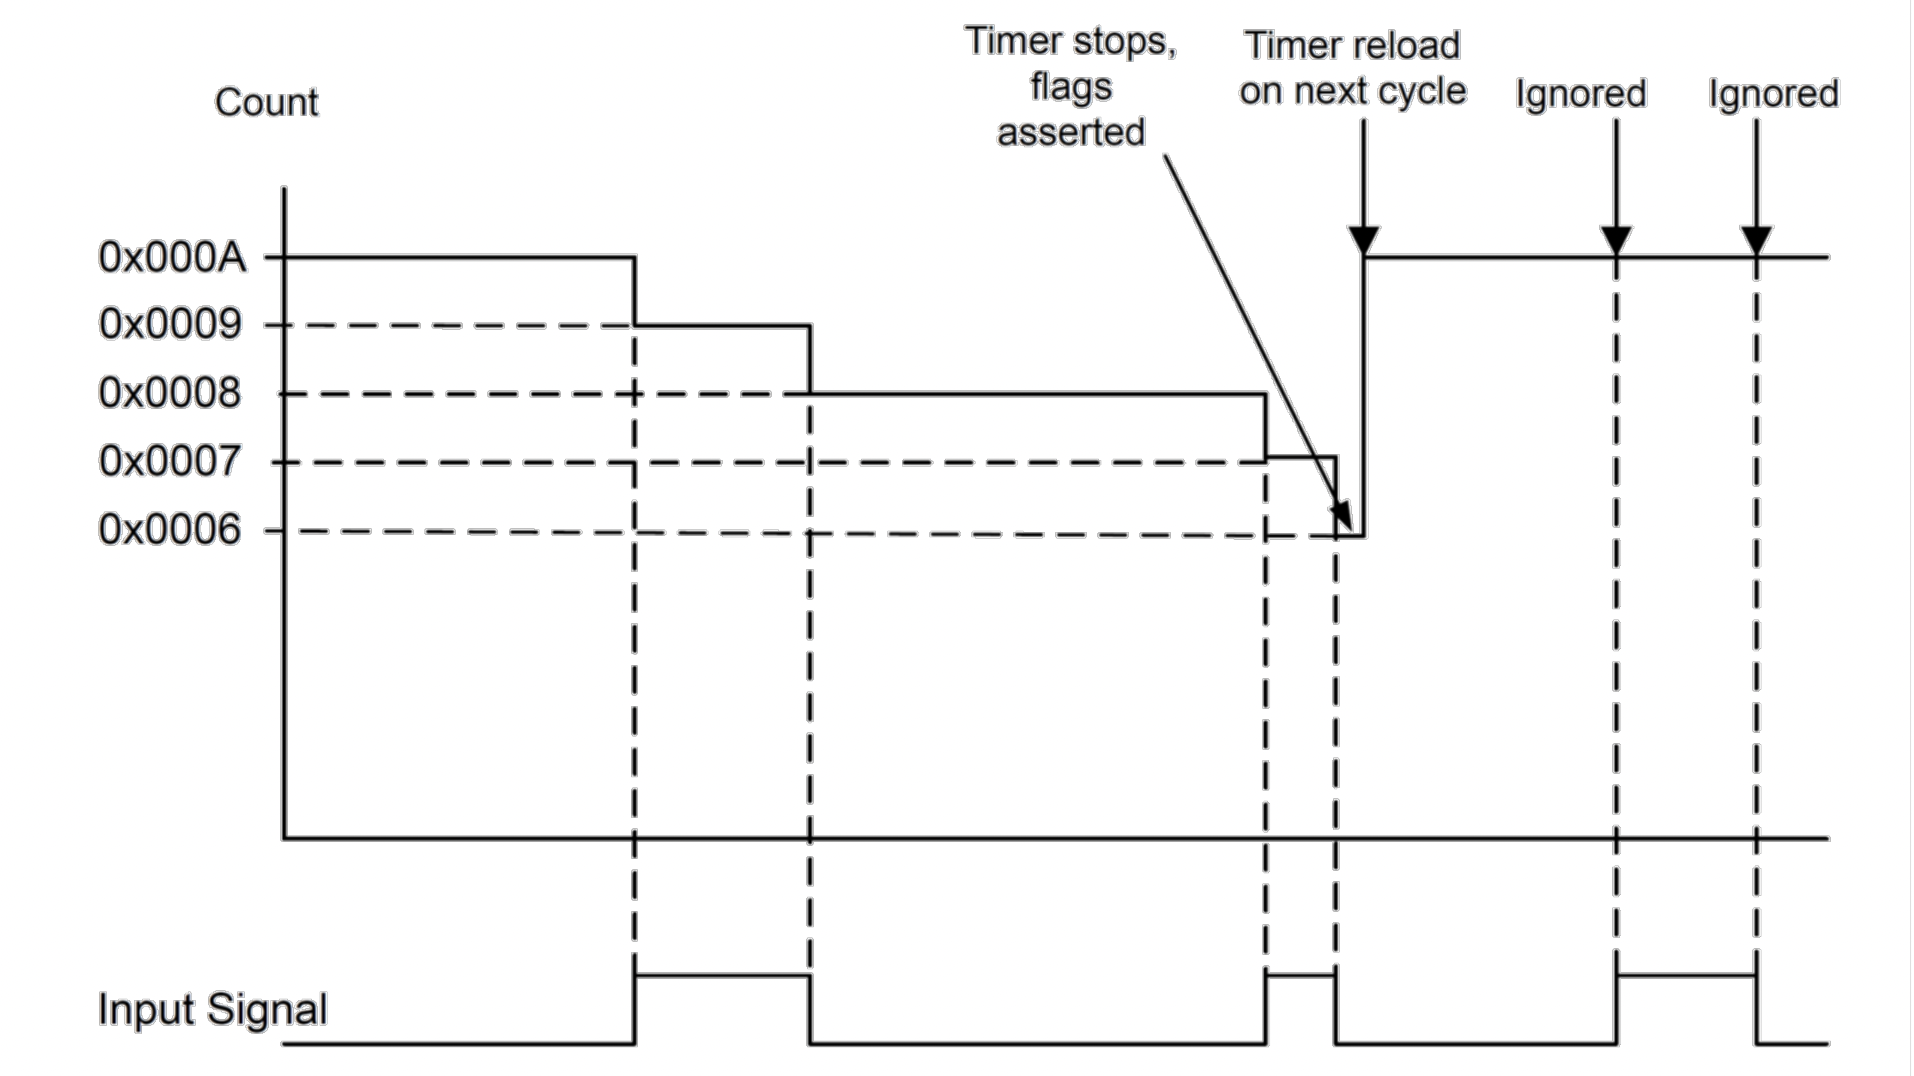 Timer stops,
flags
asserted
Timer reload
on next cycle
Ignored
Ignored
Count
0x000A
0x0009
0x0008
0x0007
0x0006
Input Signal